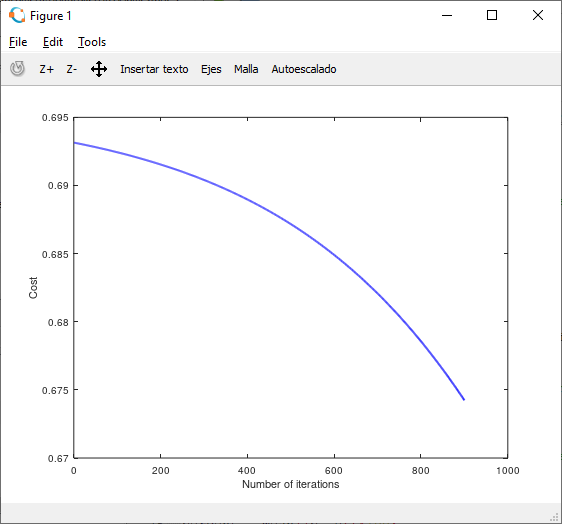 Figure 1
File Edit Tools
Z+ Z- Insertar texto Ejes Malla Autoescalado
0.695
0.69
0.685
0.68
0.675
0.67
Cost
0 200 400 600 800 1000
Number of iterations